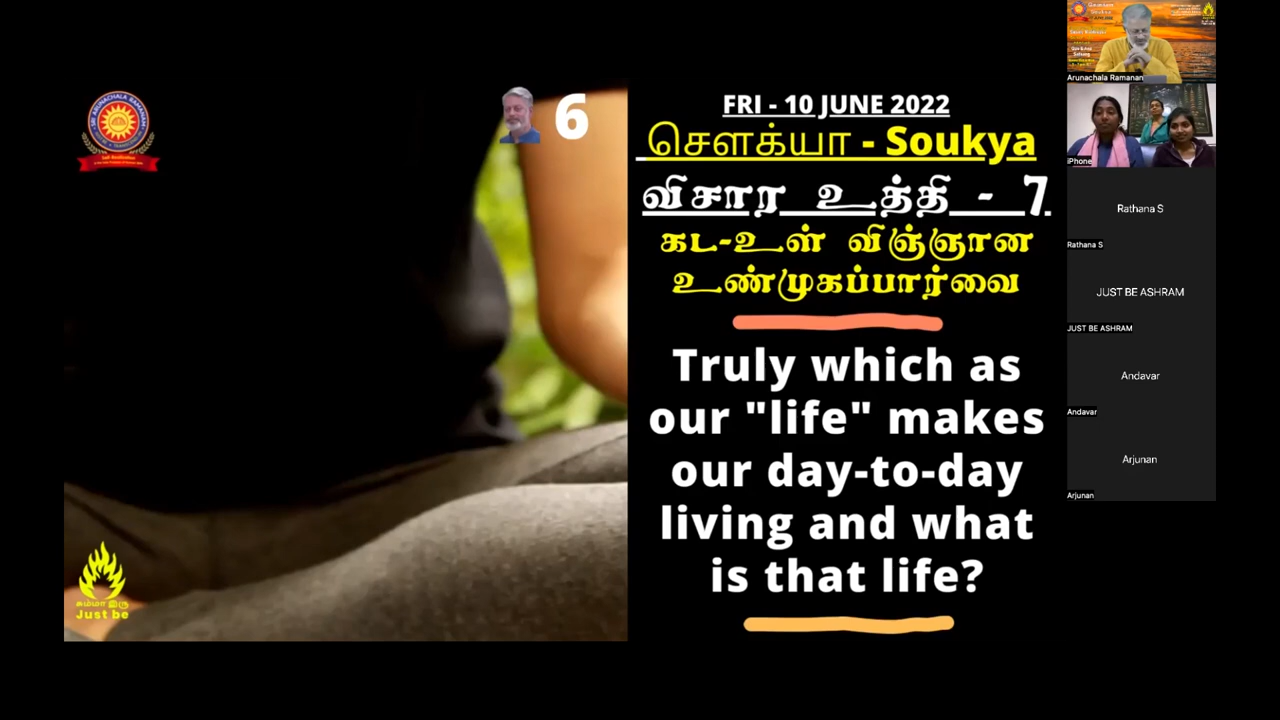 6
FRI - 10 JUNE 2022
சௌக்யா - Soukya
விசார உத்தி - 7
கட-உள் விஞ்ஞான
உண்முகப்பார்வை
Truly which as
our "life" makes
our day-to-day
living and what
is that life?
சும்மா இரு
Just be
Arunachala Ramanan
iPhone
Rathana S
Rathana S
JUST BE ASHRAM
JUST BE ASHRAM
Andavar
Andavar
Arjunan
Arjunan